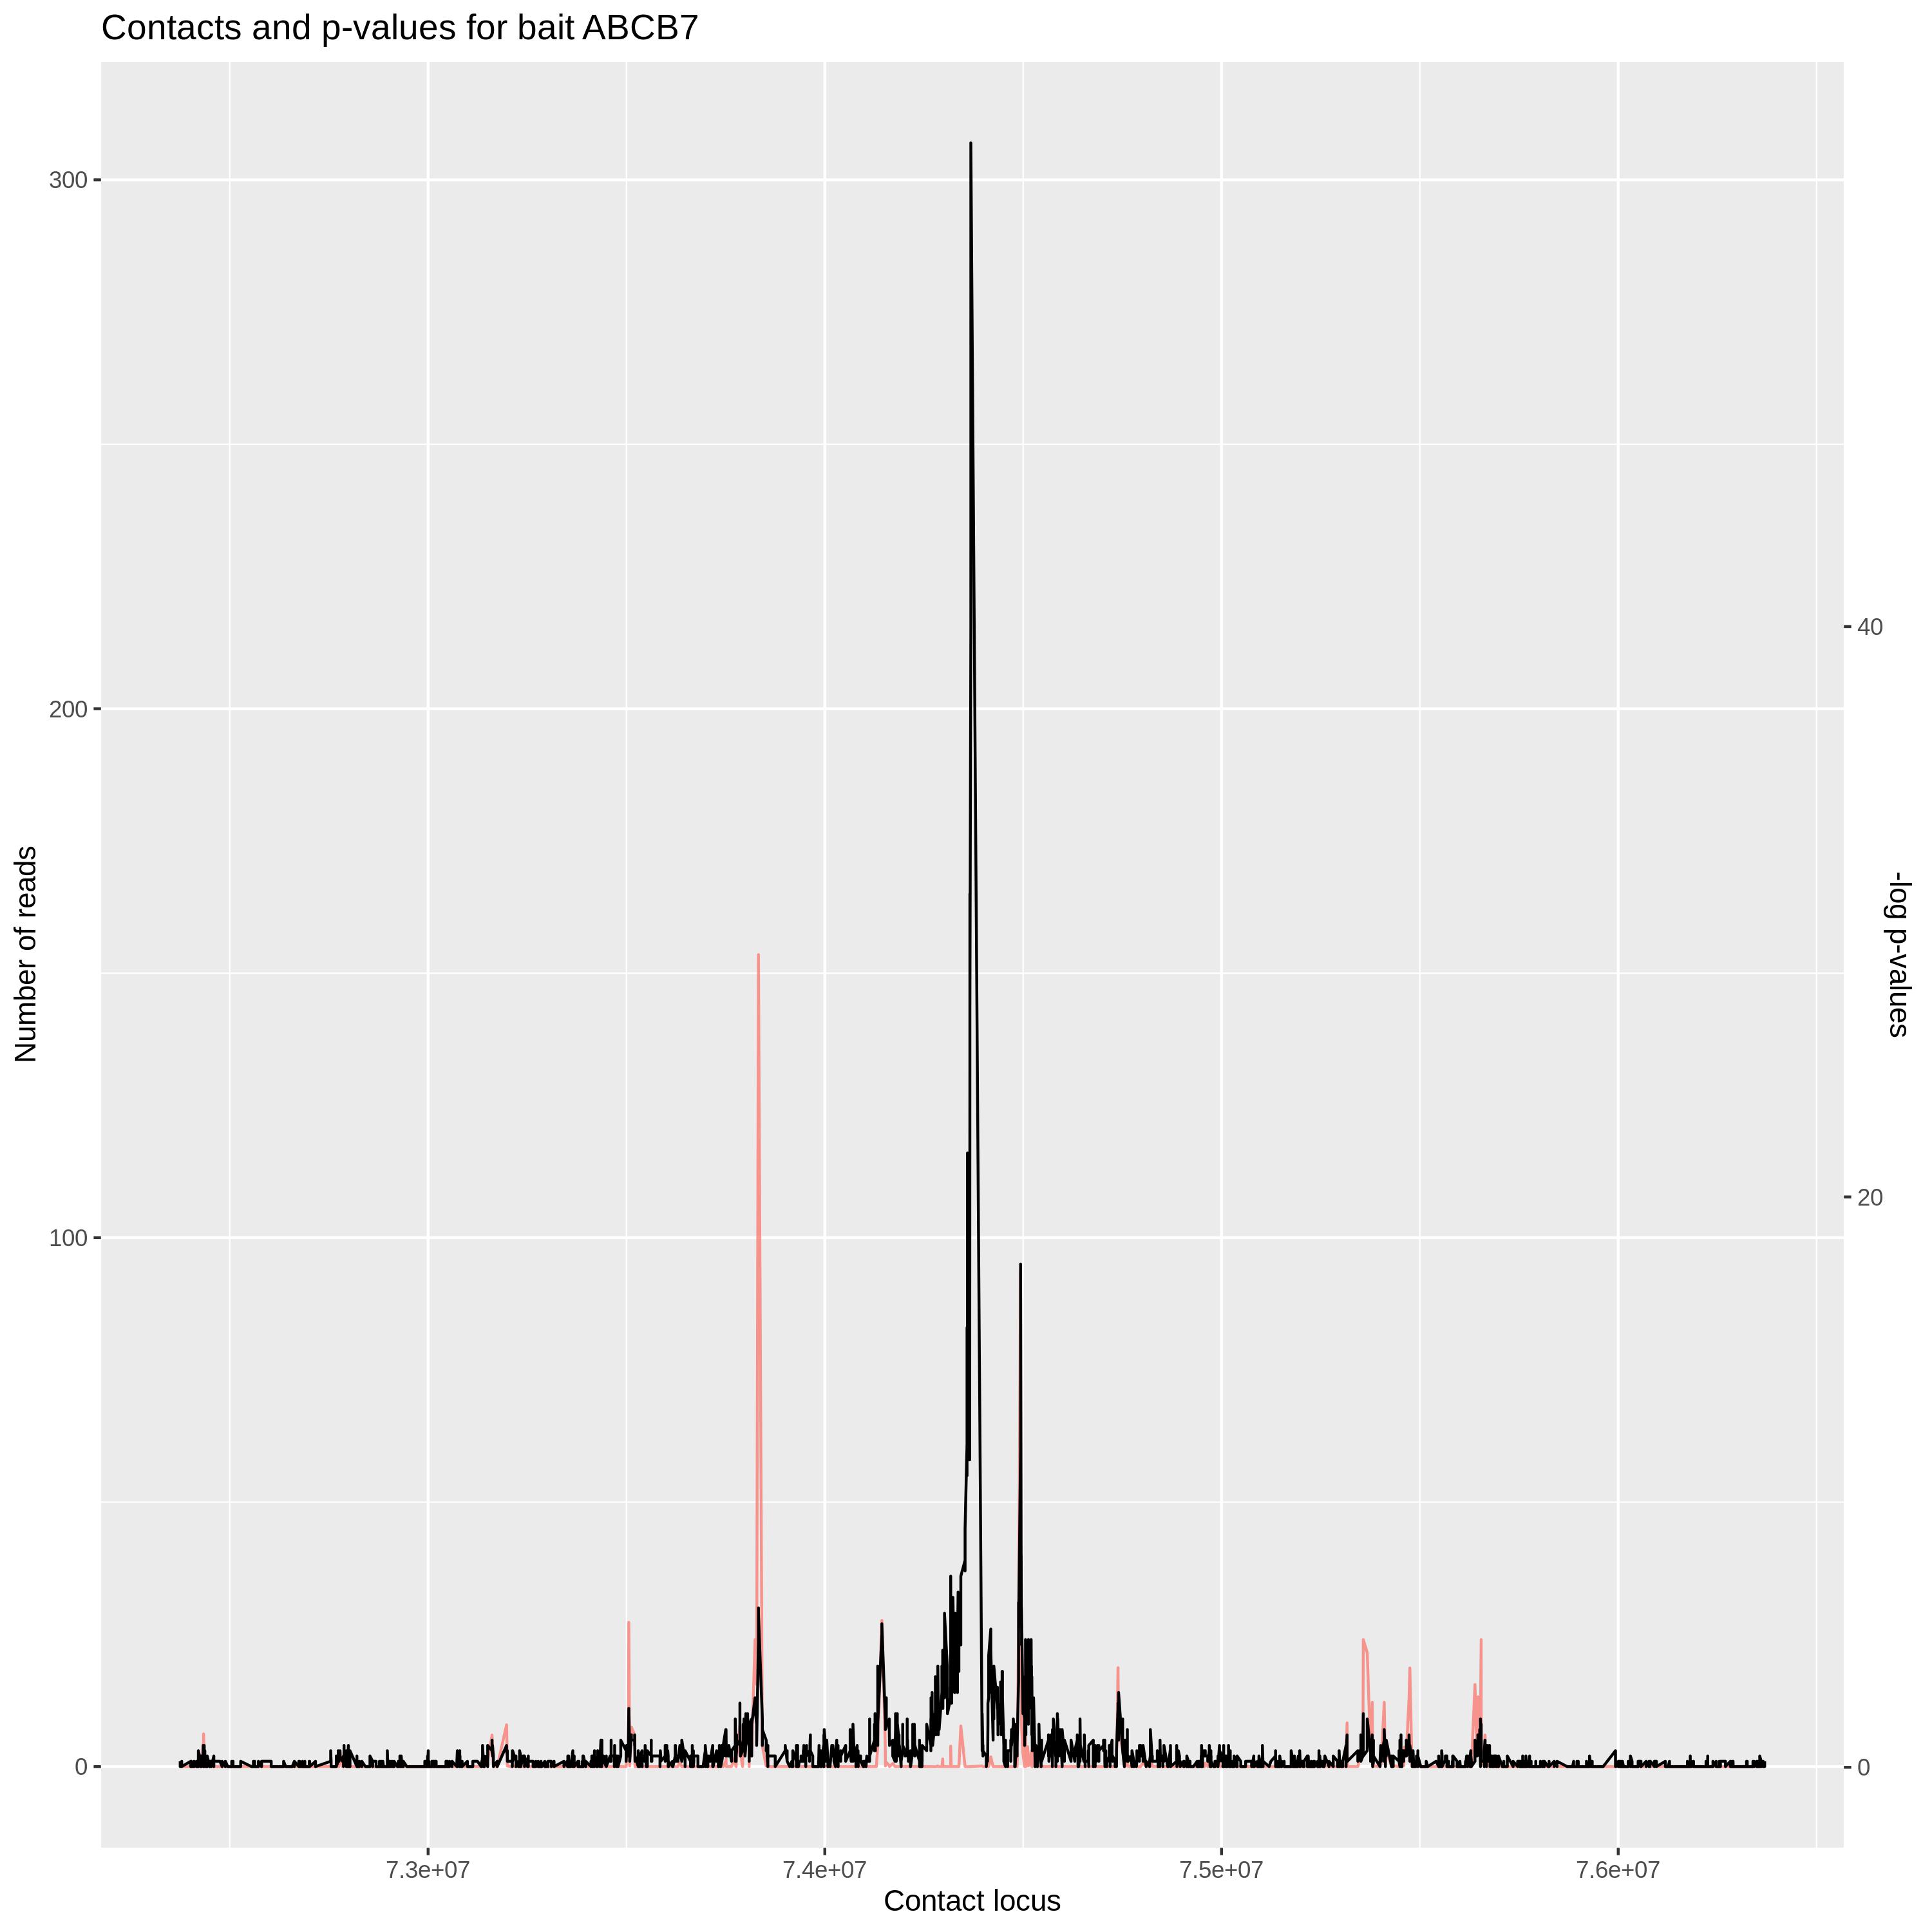 Contacts and p-values for bait ABCB7
300
200
100
0
Number of reads
40
20
0
-log p-values
7.3e+07
7.4e+07
7.5e+07
7.6e+07
Contact locus